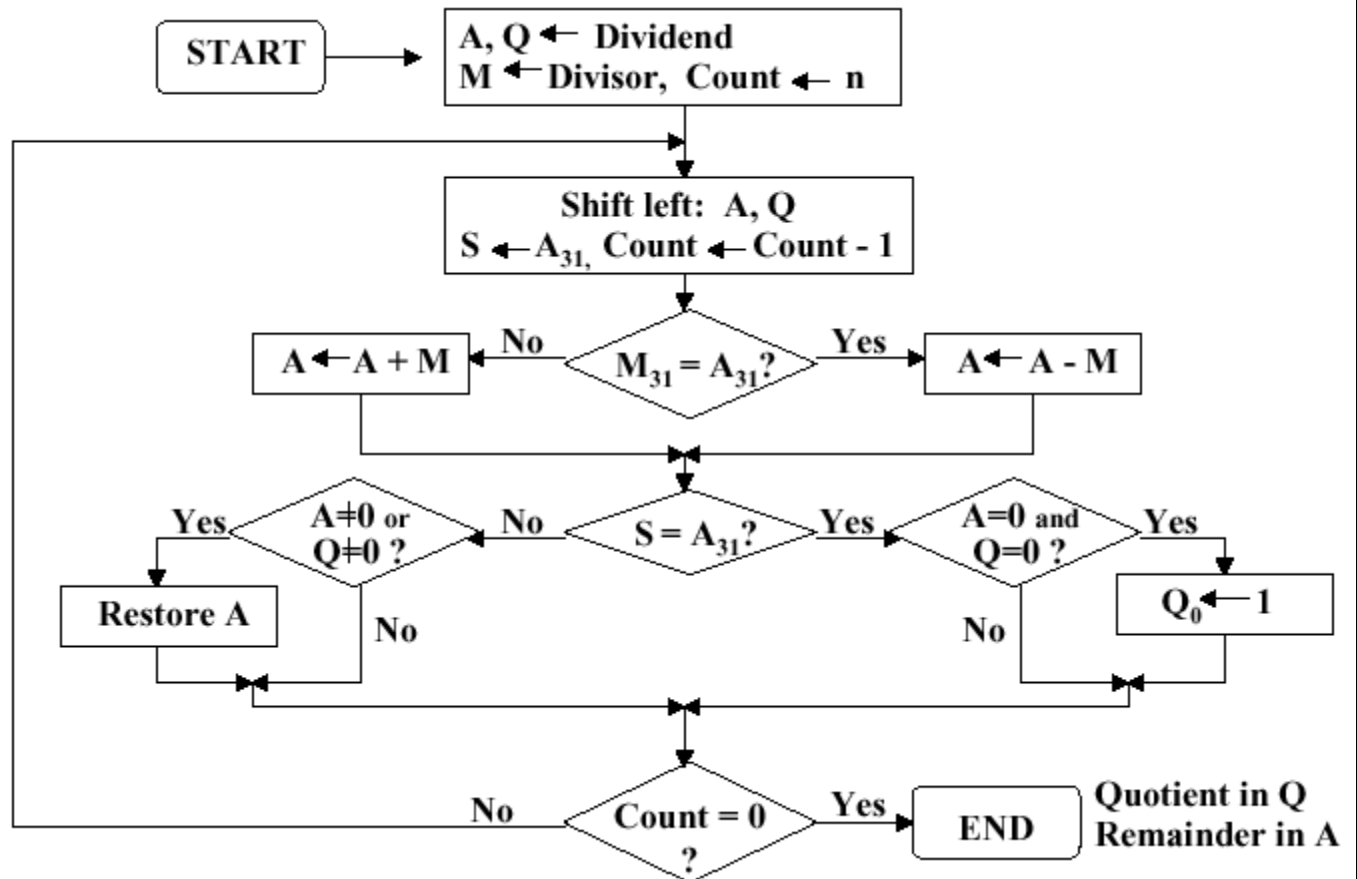 START
A, Q ← Dividend
M ← Divisor, Count ← n
Shift left: A, Q
S ← A₃₁, Count ← Count - 1
No
Yes
A ← A + M
M₃₁ = A₃₁?
A ← A - M
Yes
A≠0 or
Q≠0 ?
No
S = A₃₁?
Yes
A=0 and
Q=0 ?
Yes
Restore A
No
No
Q₀ ← 1
No
Count = 0
?
Yes
END
Quotient in Q
Remainder in A